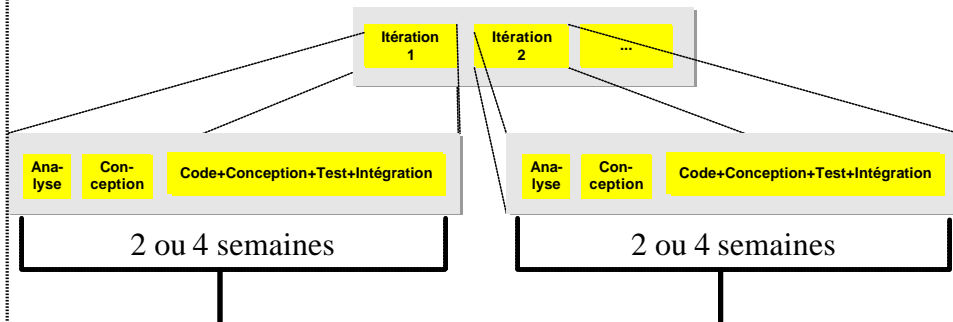 Itération
1
Itération
2
...
Ana-
lyse
Con-
ception
Code+Conception+Test+Intégration
Ana-
lyse
Con-
ception
Code+Conception+Test+Intégration
2 ou 4 semaines
2 ou 4 semaines